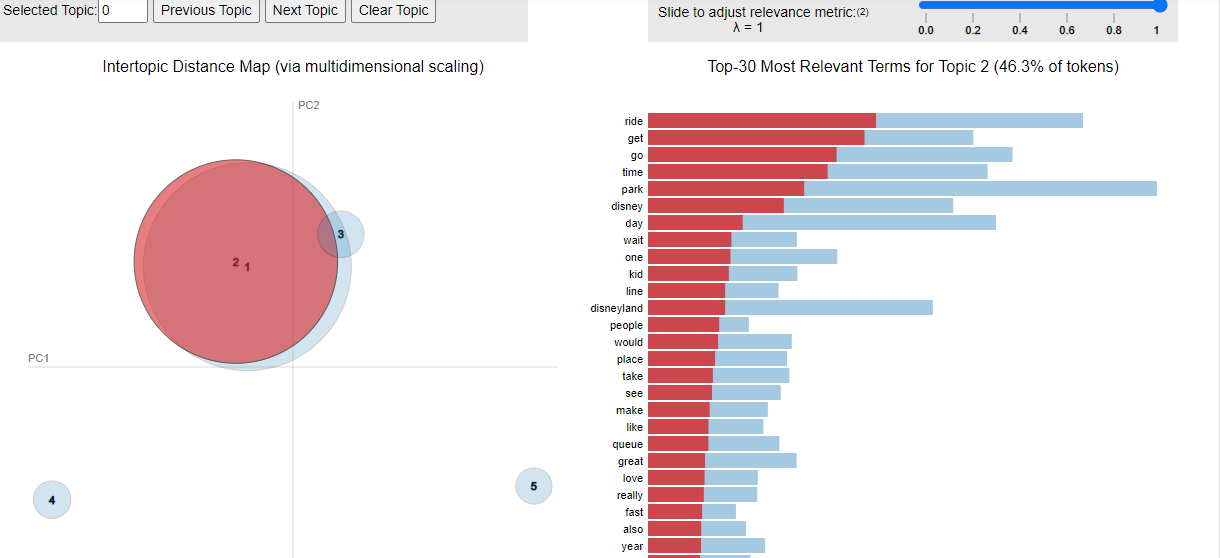 Selected Topic: 0 Previous Topic Next Topic Clear Topic
Slide to adjust relevance metric:(2)
λ = 1
0.0 0.2 0.4 0.6 0.8 1
Intertopic Distance Map (via multidimensional scaling)
PC2
PC1
2 1
3
4
5
Top-30 Most Relevant Terms for Topic 2 (46.3% of tokens)
ride
get
go
time
park
disney
day
wait
one
kid
line
disneyland
people
would
place
take
see
make
like
queue
great
love
really
fast
also
year